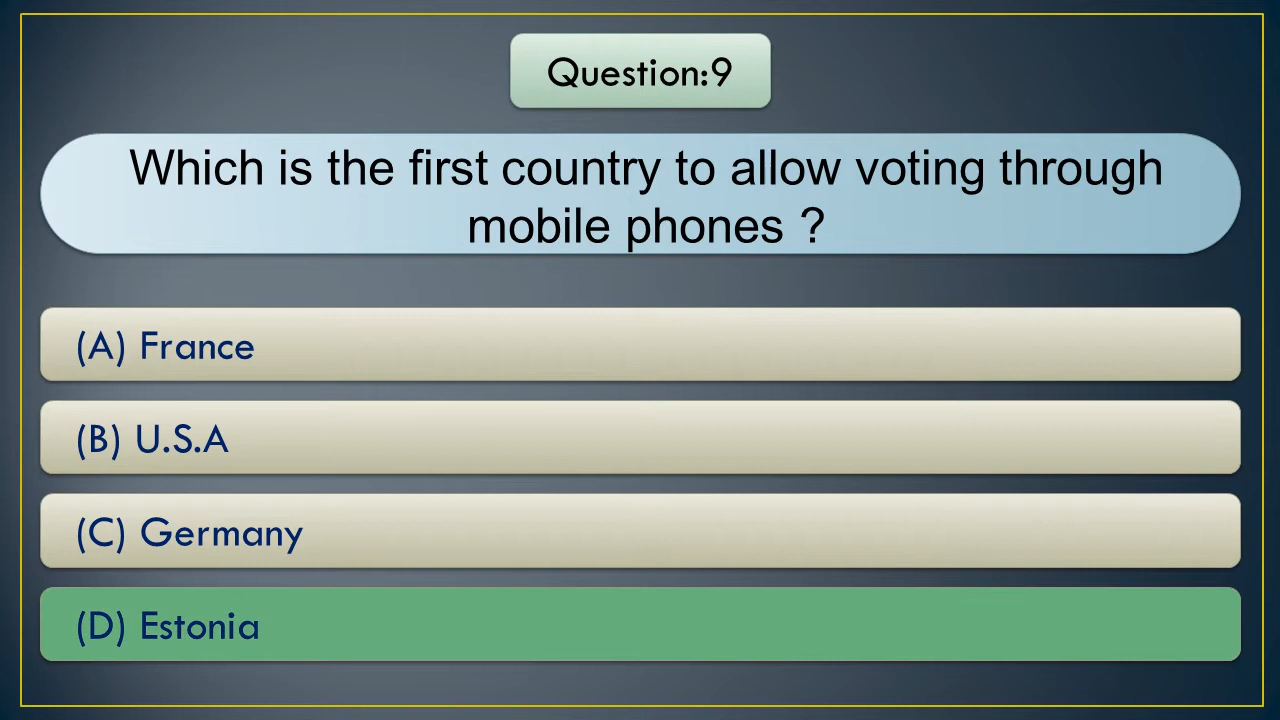 Question:9
Which is the first country to allow voting through
mobile phones ?
(A) France
(B) U.S.A
(C) Germany
(D) Estonia